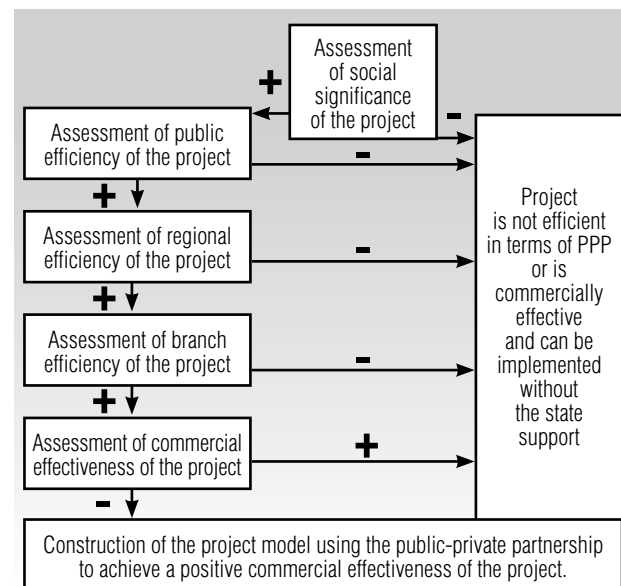 Assessment
of social
significance
of the project
+
-
Assessment of public
efficiency of the project
-
+
Assessment of regional
efficiency of the project
-
+
Assessment of branch
efficiency of the project
-
+
Assessment of commercial
effectiveness of the project
+
-
Project
is not efficient
in terms of PPP
or is
commercially
effective
and can be
implemented
without
the state
support
Construction of the project model using the public-private partnership
to achieve a positive commercial effectiveness of the project.